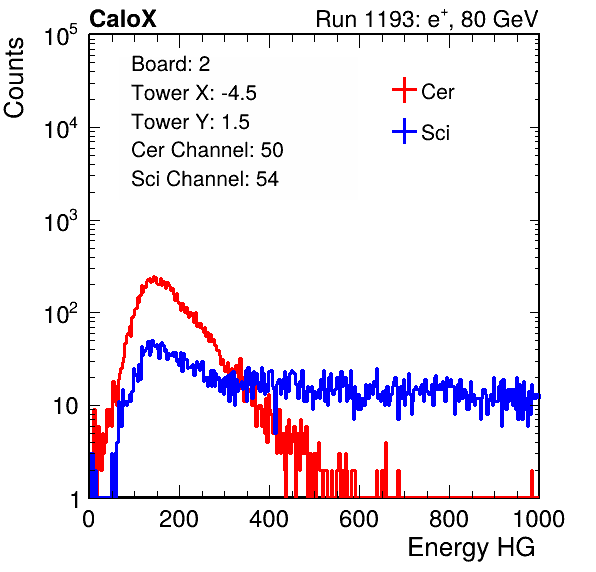 CaloX
Run 1193: e⁺, 80 GeV
Counts
Board: 2
Tower X: -4.5
Tower Y: 1.5
Cer Channel: 50
Sci Channel: 54
Cer
Sci
10⁵
10⁴
10³
10²
10
1
0 200 400 600 800 1000
Energy HG